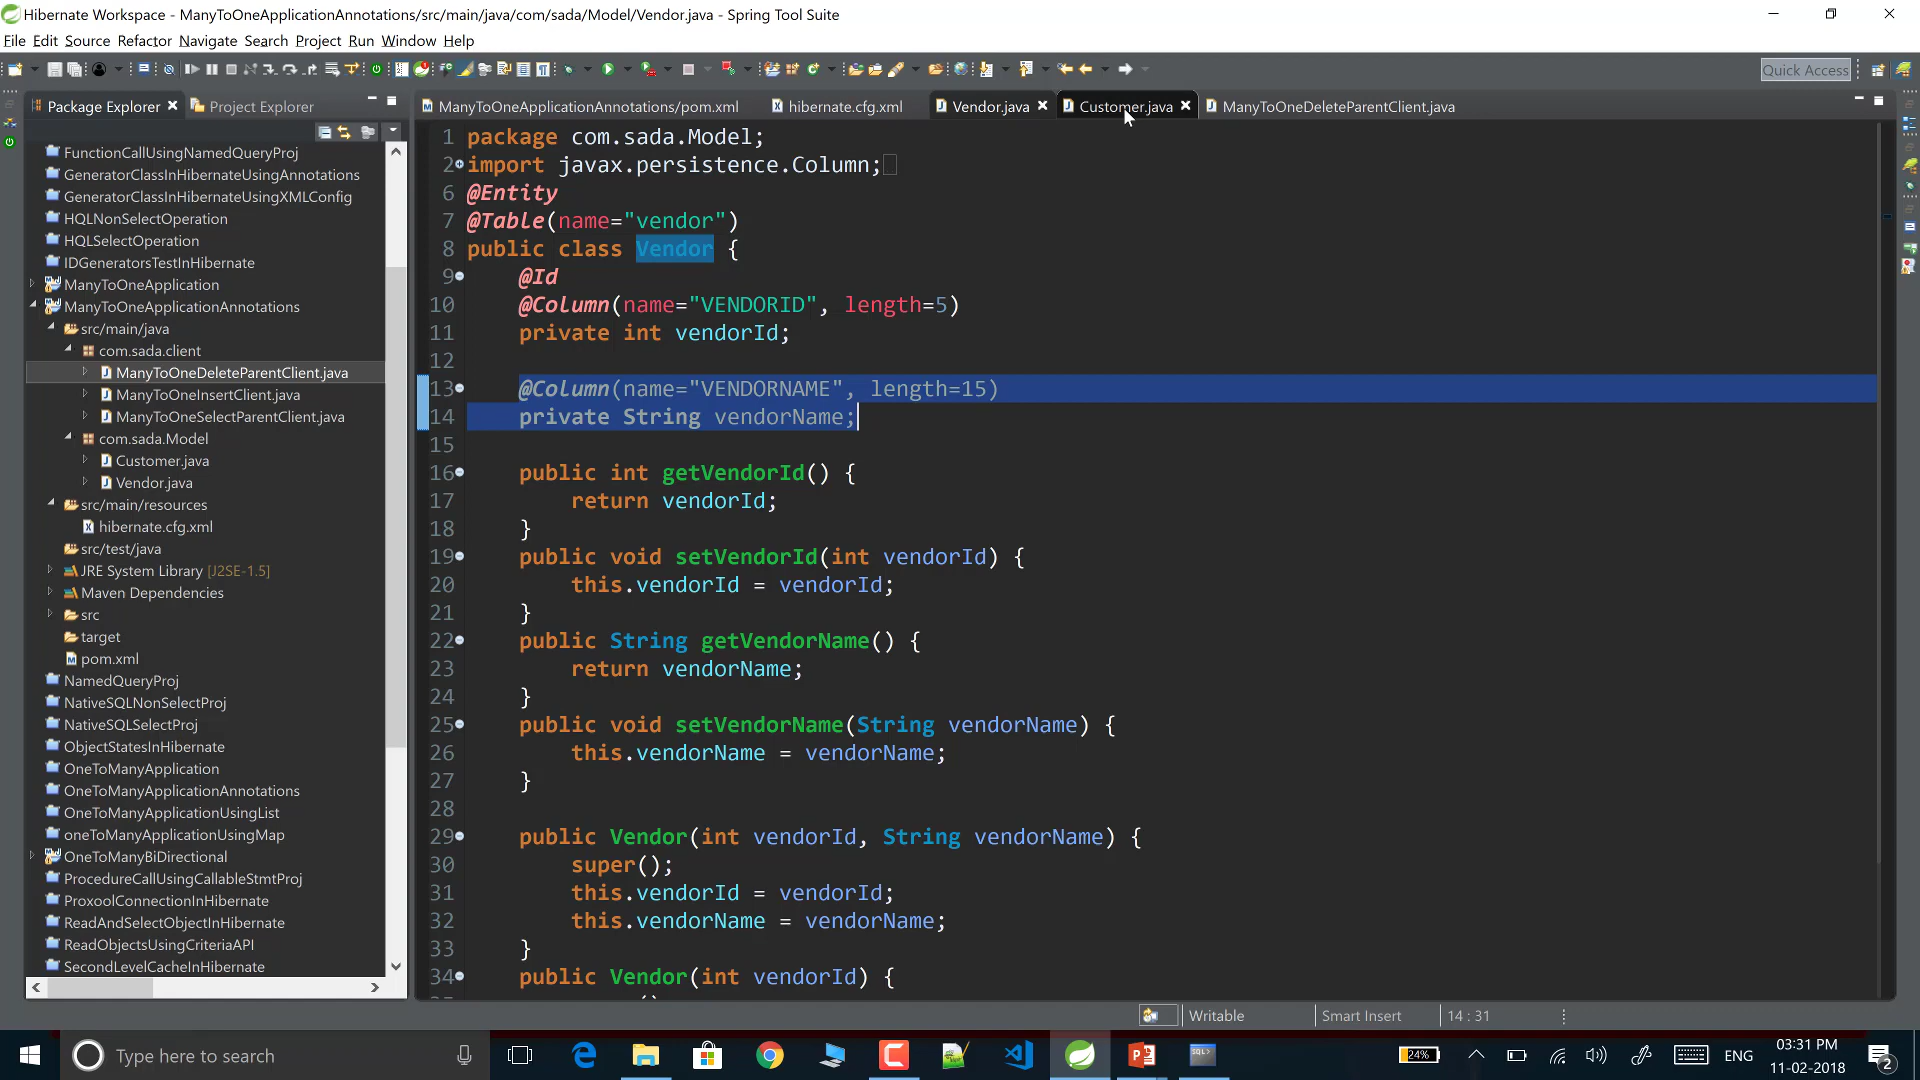 Hibernate Workspace - ManyToOneApplicationAnnotations/src/main/java/com/sada/Model/Vendor.java - Spring Tool Suite
File Edit Source Refactor Navigate Search Project Run Window Help
Quick Access
Package Explorer
Project Explorer
ManyToOneApplicationAnnotations/pom.xml
hibernate.cfg.xml
Vendor.java
Customer.java
ManyToOneDeleteParentClient.java
FunctionCallUsingNamedQueryProj
GeneratorClassInHibernateUsingAnnotations
GeneratorClassInHibernateUsingXMLConfig
HQLNonSelectOperation
HQLSelectOperation
IDGeneratorsTestInHibernate
ManyToOneApplication
ManyToOneApplicationAnnotations
src/main/java
com.sada.client
ManyToOneDeleteParentClient.java
ManyToOneInsertClient.java
ManyToOneSelectParentClient.java
com.sada.Model
Customer.java
Vendor.java
src/main/resources
hibernate.cfg.xml
src/test/java
JRE System Library [J2SE-1.5]
Maven Dependencies
src
target
pom.xml
NamedQueryProj
NativeSQLNonSelectProj
NativeSQLSelectProj
ObjectStatesInHibernate
OneToManyApplication
OneToManyApplicationAnnotations
OneToManyApplicationUsingList
oneToManyApplicationUsingMap
OneToManyBiDirectional
ProcedureCallUsingCallableStmtProj
ProxoolConnectionInHibernate
ReadAndSelectObjectInHibernate
ReadObjectsUsingCriteriaAPI
SecondLevelCacheInHibernate
1 package com.sada.Model;
2 import javax.persistence.Column;
6 @Entity
7 @Table(name="vendor")
8 public class Vendor {
9 @Id
10 @Column(name="VENDORID", length=5)
11 private int vendorId;
12
13 @Column(name="VENDORNAME", length=15)
14 private String vendorName;
15
16 public int getVendorId() {
17 return vendorId;
18 }
19 public void setVendorId(int vendorId) {
20 this.vendorId = vendorId;
21 }
22 public String getVendorName() {
23 return vendorName;
24 }
25 public void setVendorName(String vendorName) {
26 this.vendorName = vendorName;
27 }
28
29 public Vendor(int vendorId, String vendorName) {
30 super();
31 this.vendorId = vendorId;
32 this.vendorName = vendorName;
33 }
34 public Vendor(int vendorId) {
Writable
Smart Insert
14 : 31
Type here to search
24%
ENG
03:31 PM
11-02-2018
2